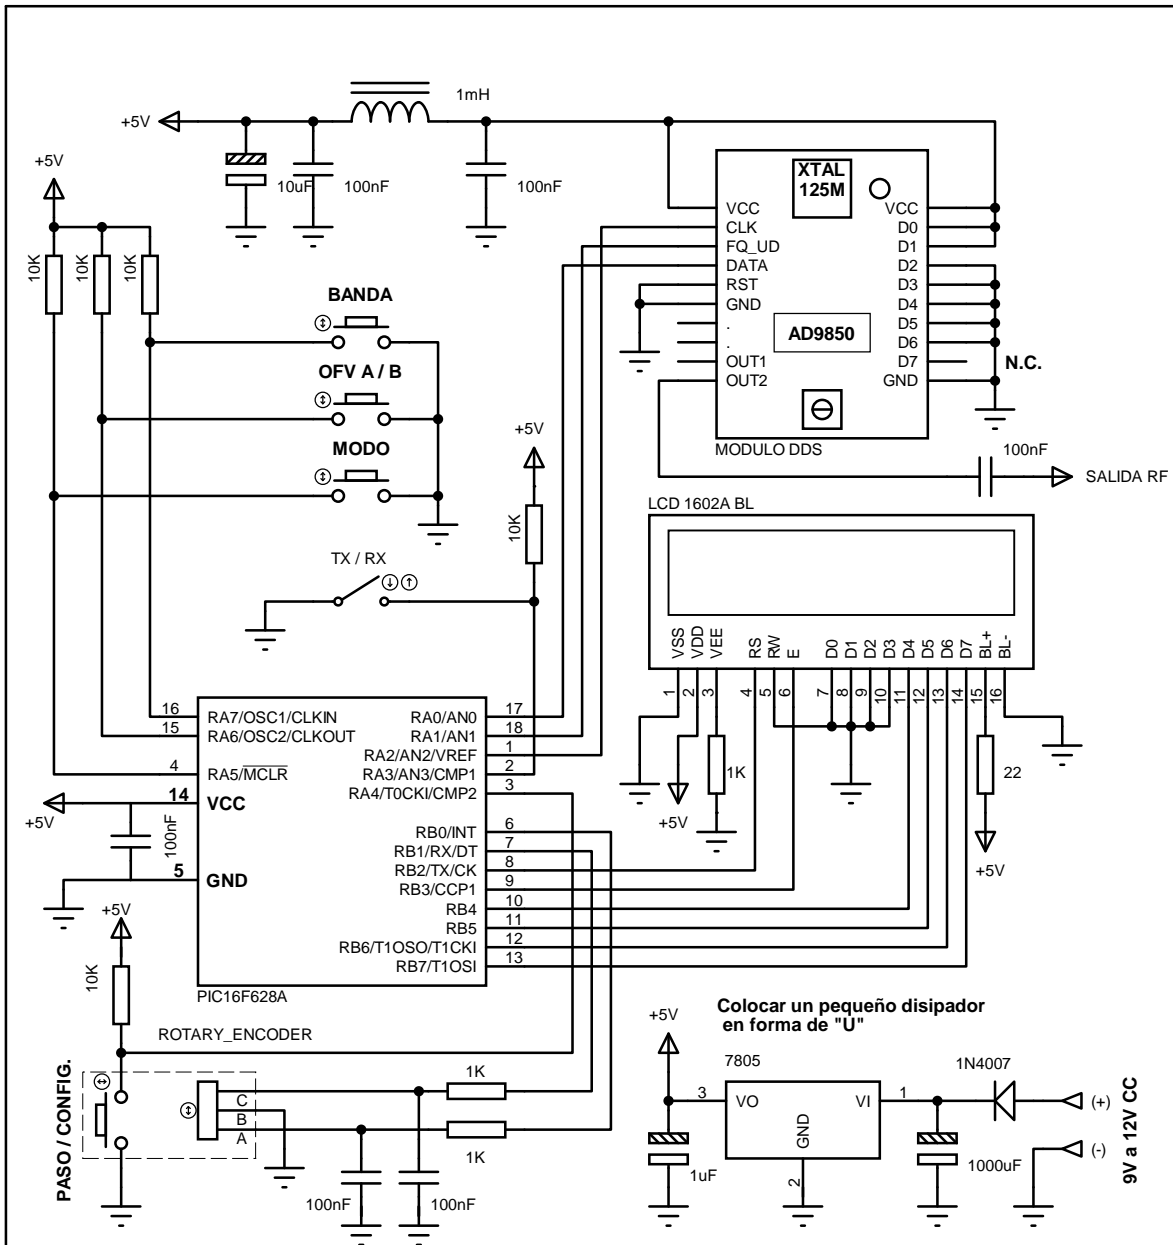 1mH
+5V
10uF
100nF
100nF
+5V
10K
10K
10K
BANDA
OFV A / B
MODO
XTAL
125M
VCC
CLK
FQ_UD
DATA
RST
GND
.
.
OUT1
OUT2
VCC
D0
D1
D2
D3
D4
D5
D6
D7
GND
AD9850
N.C.
MODULO DDS
100nF
SALIDA RF
+5V
10K
TX / RX
LCD 1602A BL
VSS
VDD
VEE
RS
RW
E
D0
D1
D2
D3
D4
D5
D6
D7
BL+
BL-
1
2
3
4
5
6
7
8
9
10
11
12
13
14
15
16
1K
+5V
22
+5V
16
RA7/OSC1/CLKIN
15
RA6/OSC2/CLKOUT
4
RA5/MCLR
14
VCC
+5V
100nF
5
GND
RA0/AN0
17
RA1/AN1
18
RA2/AN2/VREF
1
RA3/AN3/CMP1
2
RA4/T0CKI/CMP2
3
RB0/INT
6
RB1/RX/DT
7
RB2/TX/CK
8
RB3/CCP1
9
RB4
10
RB5
11
RB6/T1OSO/T1CKI
12
RB7/T1OSI
13
PIC16F628A
+5V
10K
ROTARY_ENCODER
PASO / CONFIG.
C
B
A
1K
1K
100nF
100nF
Colocar un pequeño disipador
en forma de "U"
+5V
7805
3
VO
VI
1
GND
2
1uF
1N4007
1000uF
(+)
(-)
9V a 12V CC